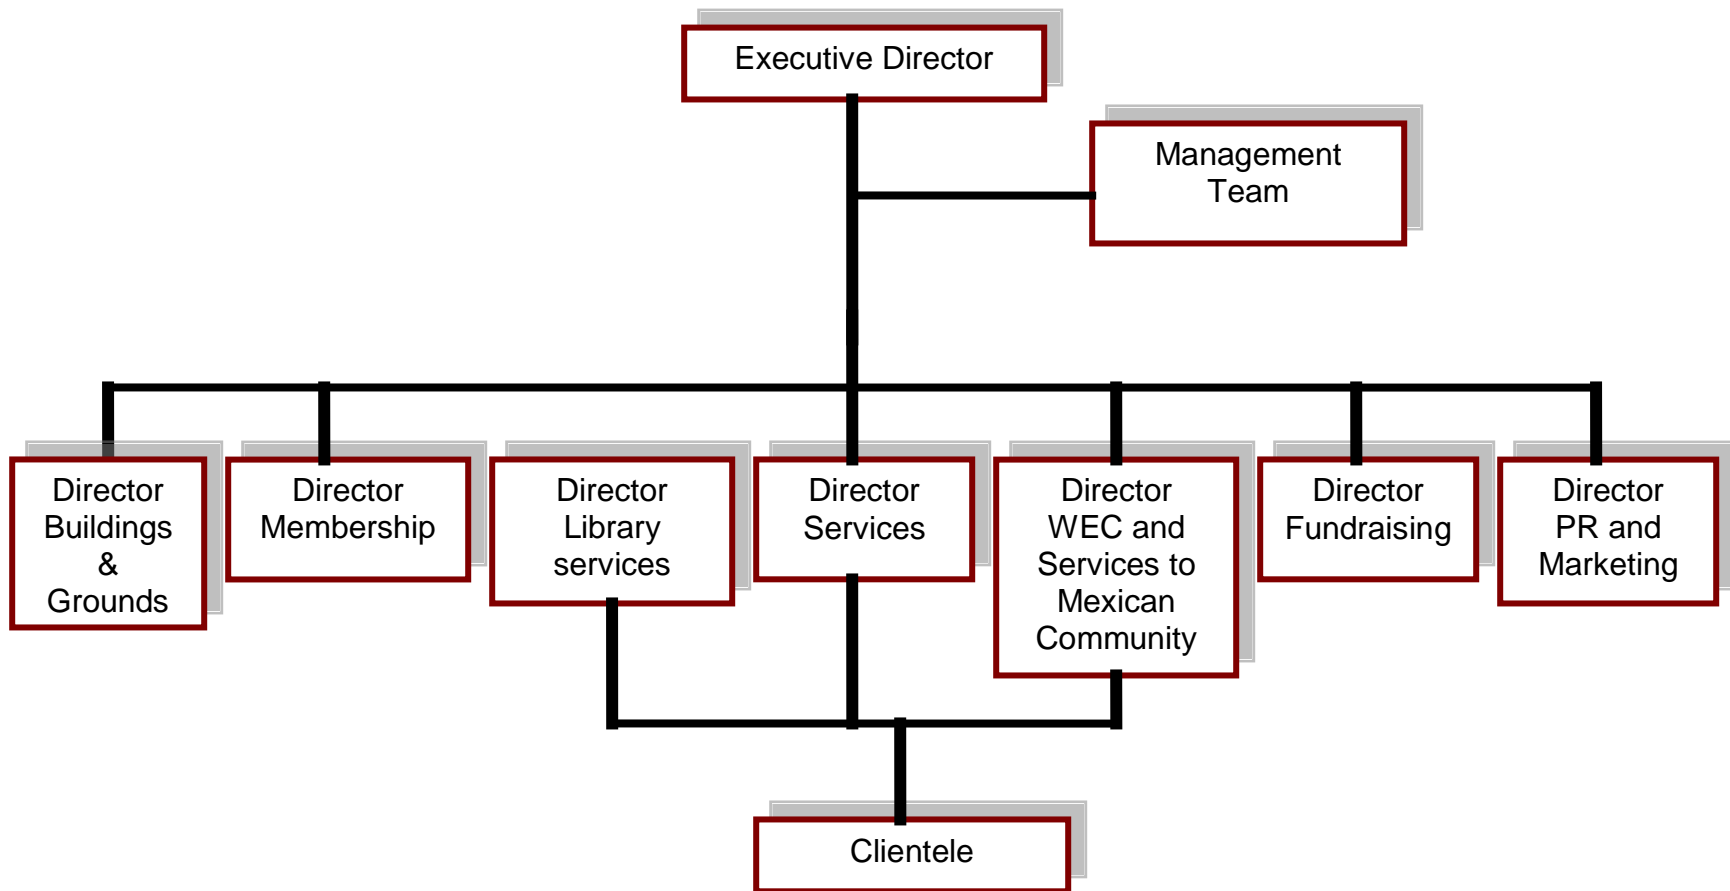 Executive Director
Management
Team
Director
Buildings
&
Grounds
Director
Membership
Director
Library
services
Director
Services
Director
WEC and
Services to
Mexican
Community
Director
Fundraising
Director
PR and
Marketing
Clientele